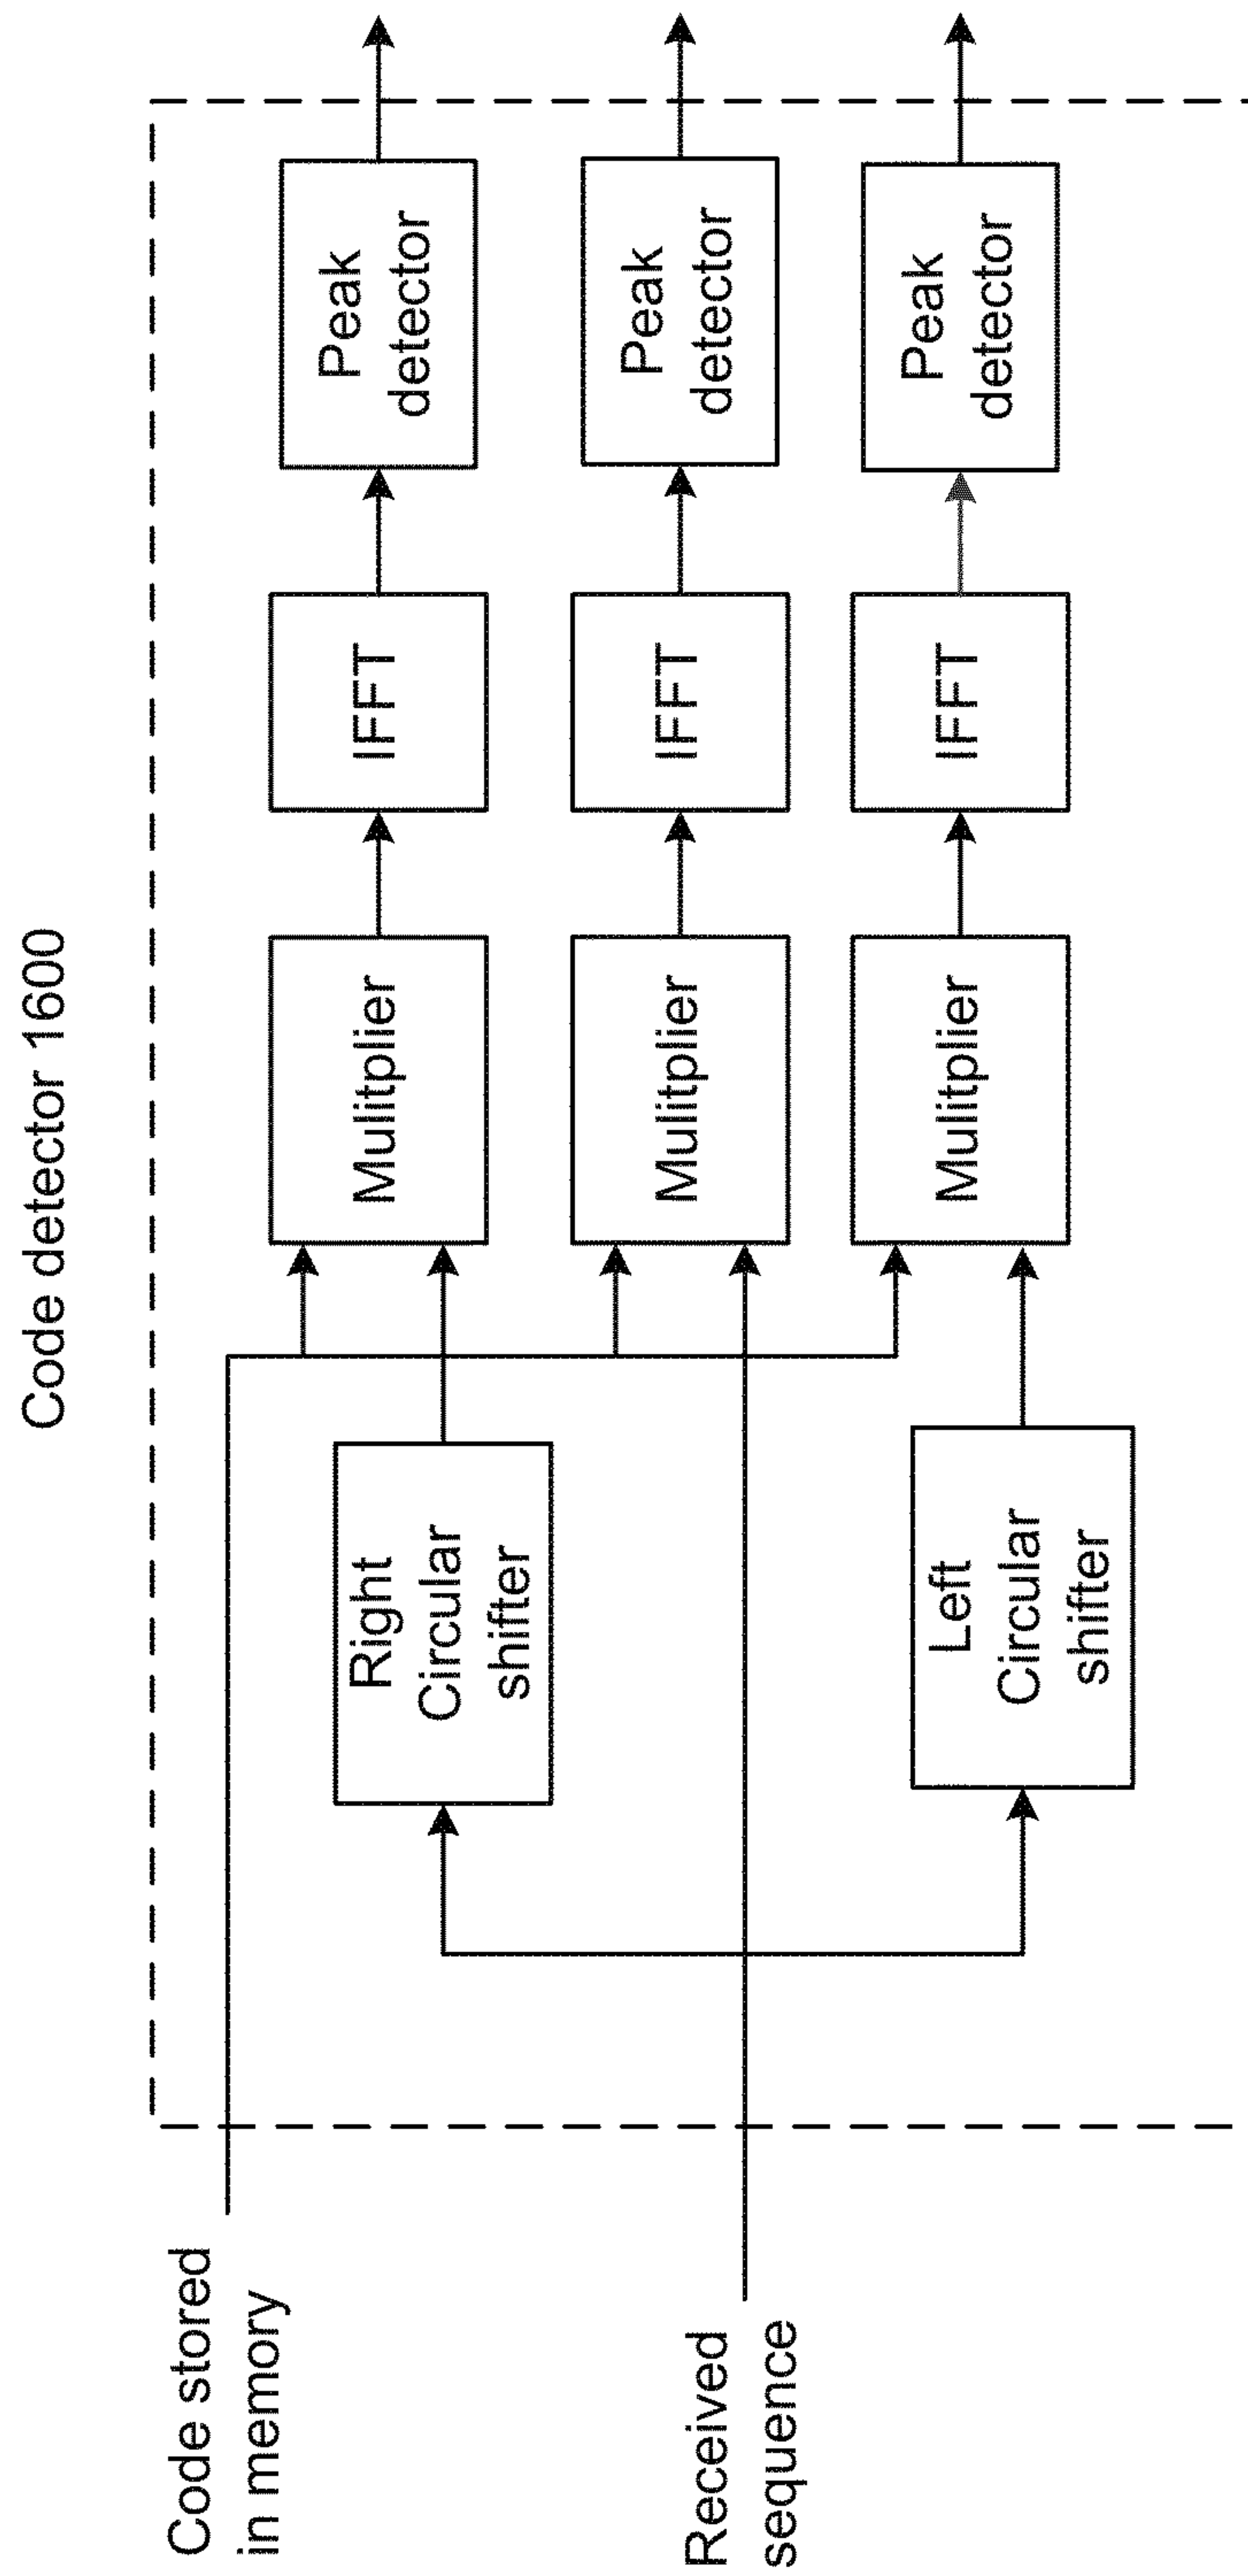 Code detector 1600
Code stored
in memory
Right
Circular
shifter
Mulitplier
IFFT
Peak
detector
Received
sequence
Mulitplier
IFFT
Peak
detector
Left
Circular
shifter
Mulitplier
IFFT
Peak
detector